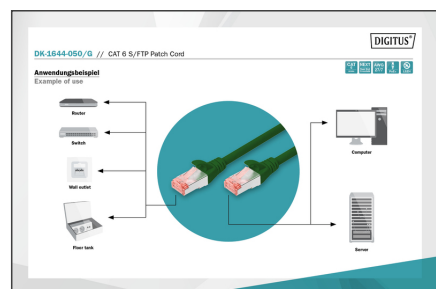 DIGITUS®
DK-1644-050/G // CAT 6 S/FTP Patch Cord
Anwendungsbeispiel
Example of use
Router
Switch
Wall outlet
Floor tank
Computer
Server